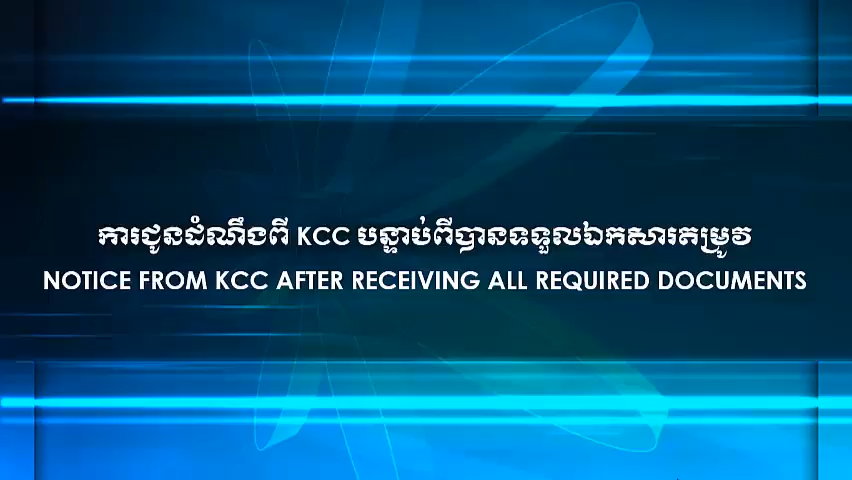 ការជូនដំណឹងពី KCC បន្ទាប់ពីបានទទួលឯកសារតម្រូវ
NOTICE FROM KCC AFTER RECEIVING ALL REQUIRED DOCUMENTS